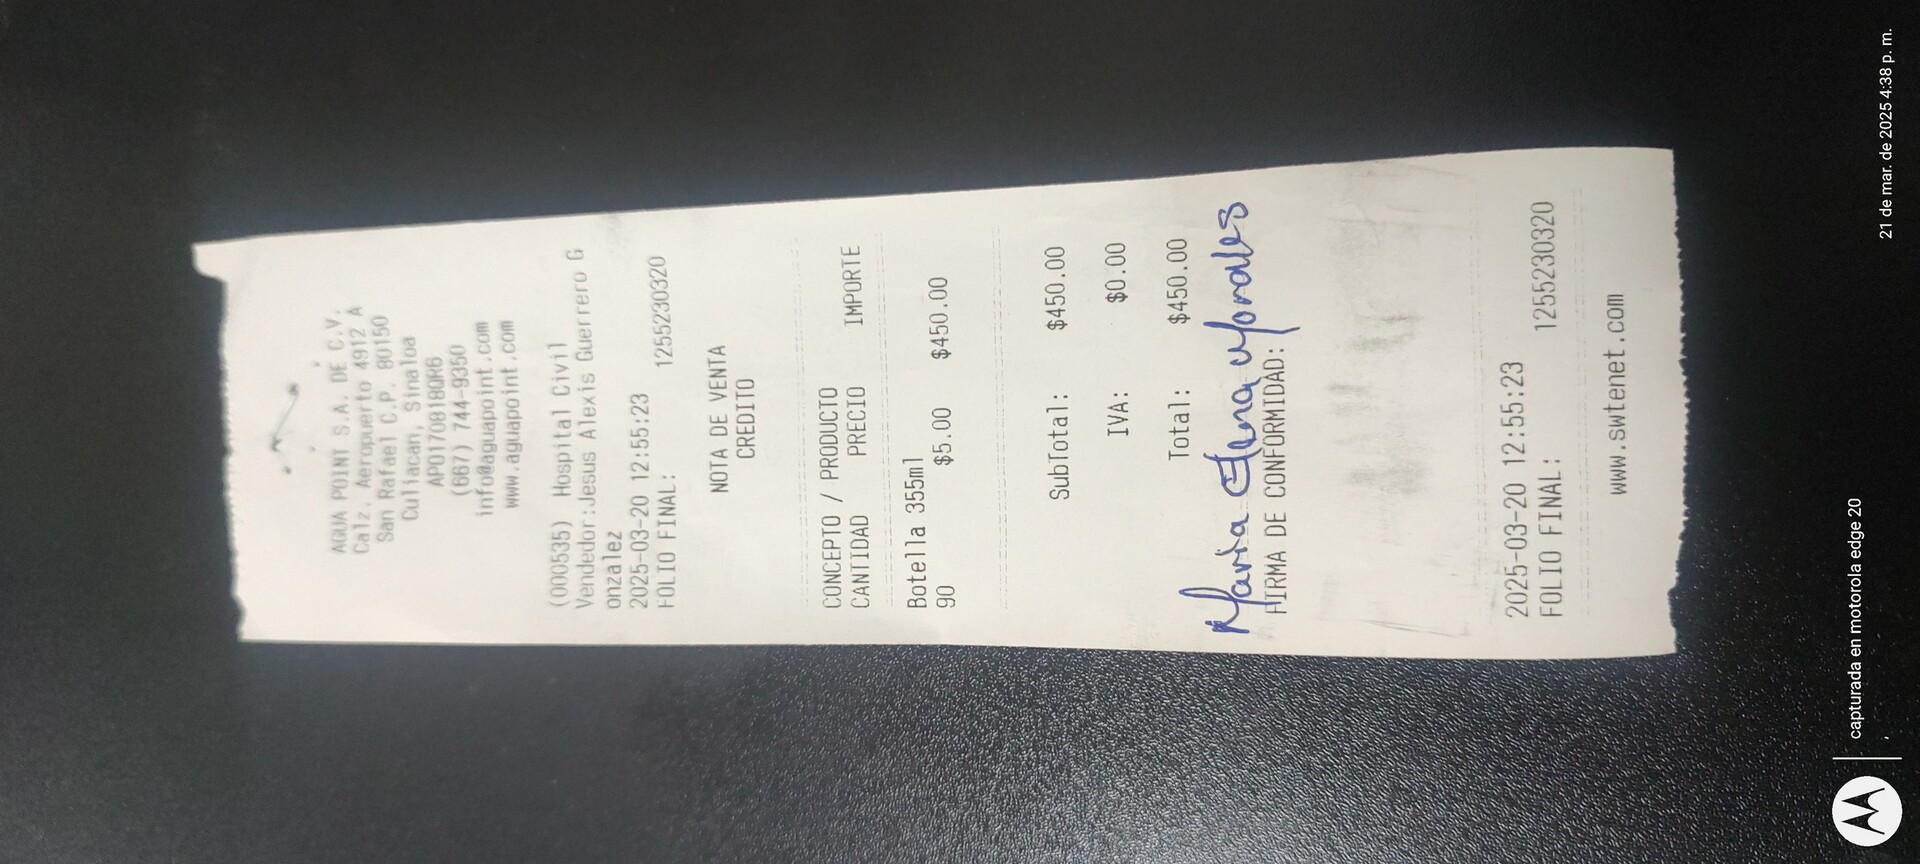 AGUA POINT S.A. DE C.V.
Calz. Aeropuerto 4912 A
San Rafael C.P. 80150
Culiacan, Sinaloa
APO170818QR6
(667) 744-9350
info@aguapoint.com
www.aguapoint.com
(000535) Hospital Civil
Vendedor:Jesus Alexis Guerrero G
onzalez
2025-03-20 12:55:23
FOLIO FINAL: 1255230320
NOTA DE VENTA
CREDITO
CONCEPTO / PRODUCTO
CANTIDAD PRECIO IMPORTE
Botella 355ml
90 $5.00 $450.00
SubTotal: $450.00
IVA: $0.00
Total: $450.00
Maria Elena Morales
FIRMA DE CONFORMIDAD:
2025-03-20 12:55:23
FOLIO FINAL: 1255230320
www.swtenet.com
capturada en motorola edge 20
21 de mar. de 2025 4:38 p. m.